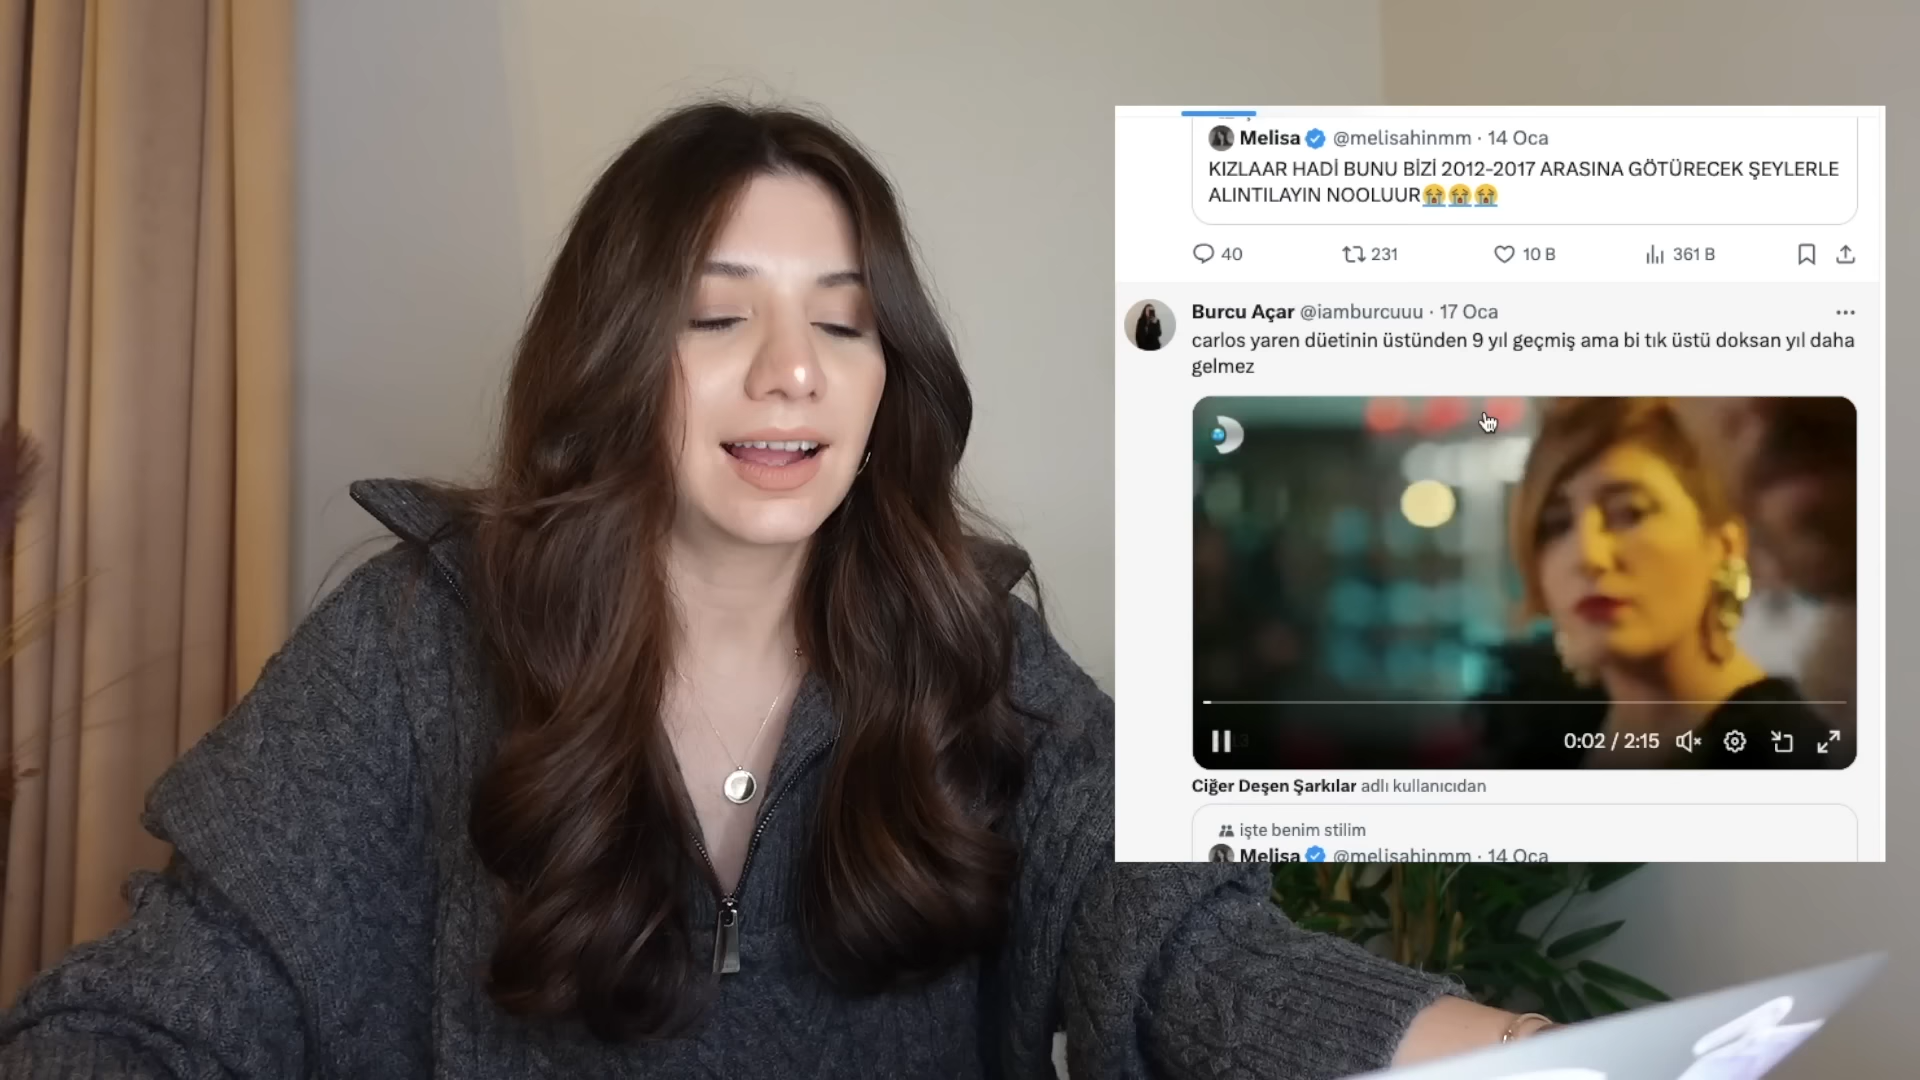 Melisa @melisahinmm · 14 Oca
KIZLAAR HADİ BUNU BİZİ 2012-2017 ARASINA GÖTÜRECEK ŞEYLERLE
ALINTILAYIN NOOLUUR😭😭😭
40 231 10 B 361 B
Burcu Açar @iamburcuuu · 17 Oca
carlos yaren düetinin üstünden 9 yıl geçmiş ama bi tık üstü doksan yıl daha
gelmez
0:02 / 2:15
Ciğer Deşen Şarkılar adlı kullanıcıdan
işte benim stilim
Melisa @melisahinmm · 14 Oca